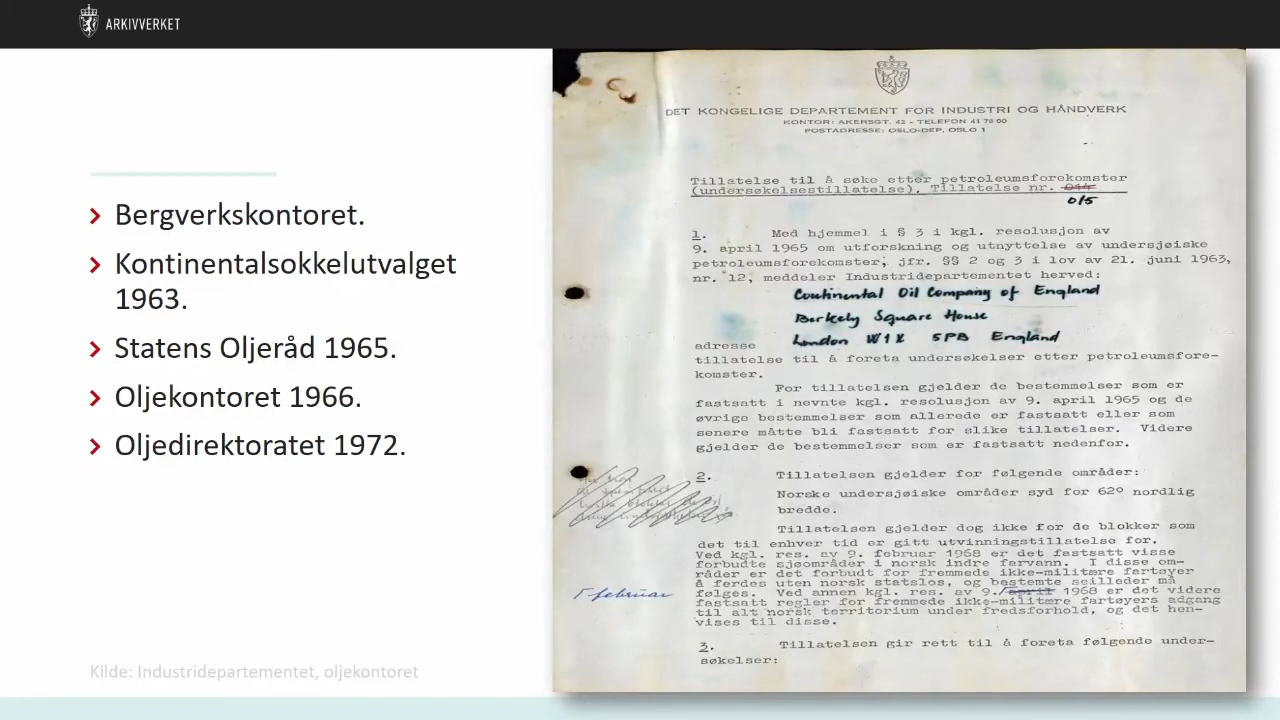 ARKIVVERKET
Bergverkskontoret.
Kontinentalsokkelutvalget
1963.
Statens Oljeråd 1965.
Oljekontoret 1966.
Oljedirektoratet 1972.
Kilde: Industridepartementet, oljekontoret
DET KONGELIGE DEPARTEMENT FOR INDUSTRI OG HÅNDVERK
KONTOR: AKERSGT. 42 - TELEFON 41 70 60
POSTADRESSE: OSLO-DEP, OSLO 1
Tillatelse til å søke etter petroleumsforekomster
(undersøkelsestillatelse). Tillatelse nr. 014
015
1. Med hjemmel i § 3 i kgl. resolusjon av
9. april 1965 om utforskning og utnyttelse av undersjøiske
petroleumsforekomster, jfr. §§ 2 og 3 i lov av 21. juni 1963,
nr. 12, meddeler Industridepartementet herved:
Continental Oil Company of England
Berkely Square House
adresse London W1X 5PB England
tillatelse til å foreta undersøkelser etter petroleumsfore-
komster.
For tillatelsen gjelder de bestemmelser som er
fastsatt i nevnte kgl. resolusjon av 9. april 1965 og de
øvrige bestemmelser som allerede er fastsatt eller som
senere måtte bli fastsatt for slike tillatelser. Videre
gjelder de bestemmelser som er fastsatt nedenfor.
2. Tillatelsen gjelder for følgende områder:
Norske undersjøiske områder syd for 62º nordlig
bredde.
Tillatelsen gjelder dog ikke for de blokker som
det til enhver tid er gitt utvinningstillatelse for.
Ved kgl. res. av 9. februar 1968 er det fastsatt visse
forbudte sjøområder i norsk indre farvann. I disse om-
råder er det forbudt for fremmede ikke-militære fartøyer
å ferdes uten norsk statslos, og bestemte seilleder må
følges. Ved annen kgl. res. av 9./april 1968 er det videre
februar
fastsatt regler for fremmede ikke-militære fartøyers adgang
til alt norsk territorium under fredsforhold, og det hen-
vises til disse.
3. Tillatelsen gir rett til å foreta følgende under-
søkelser: